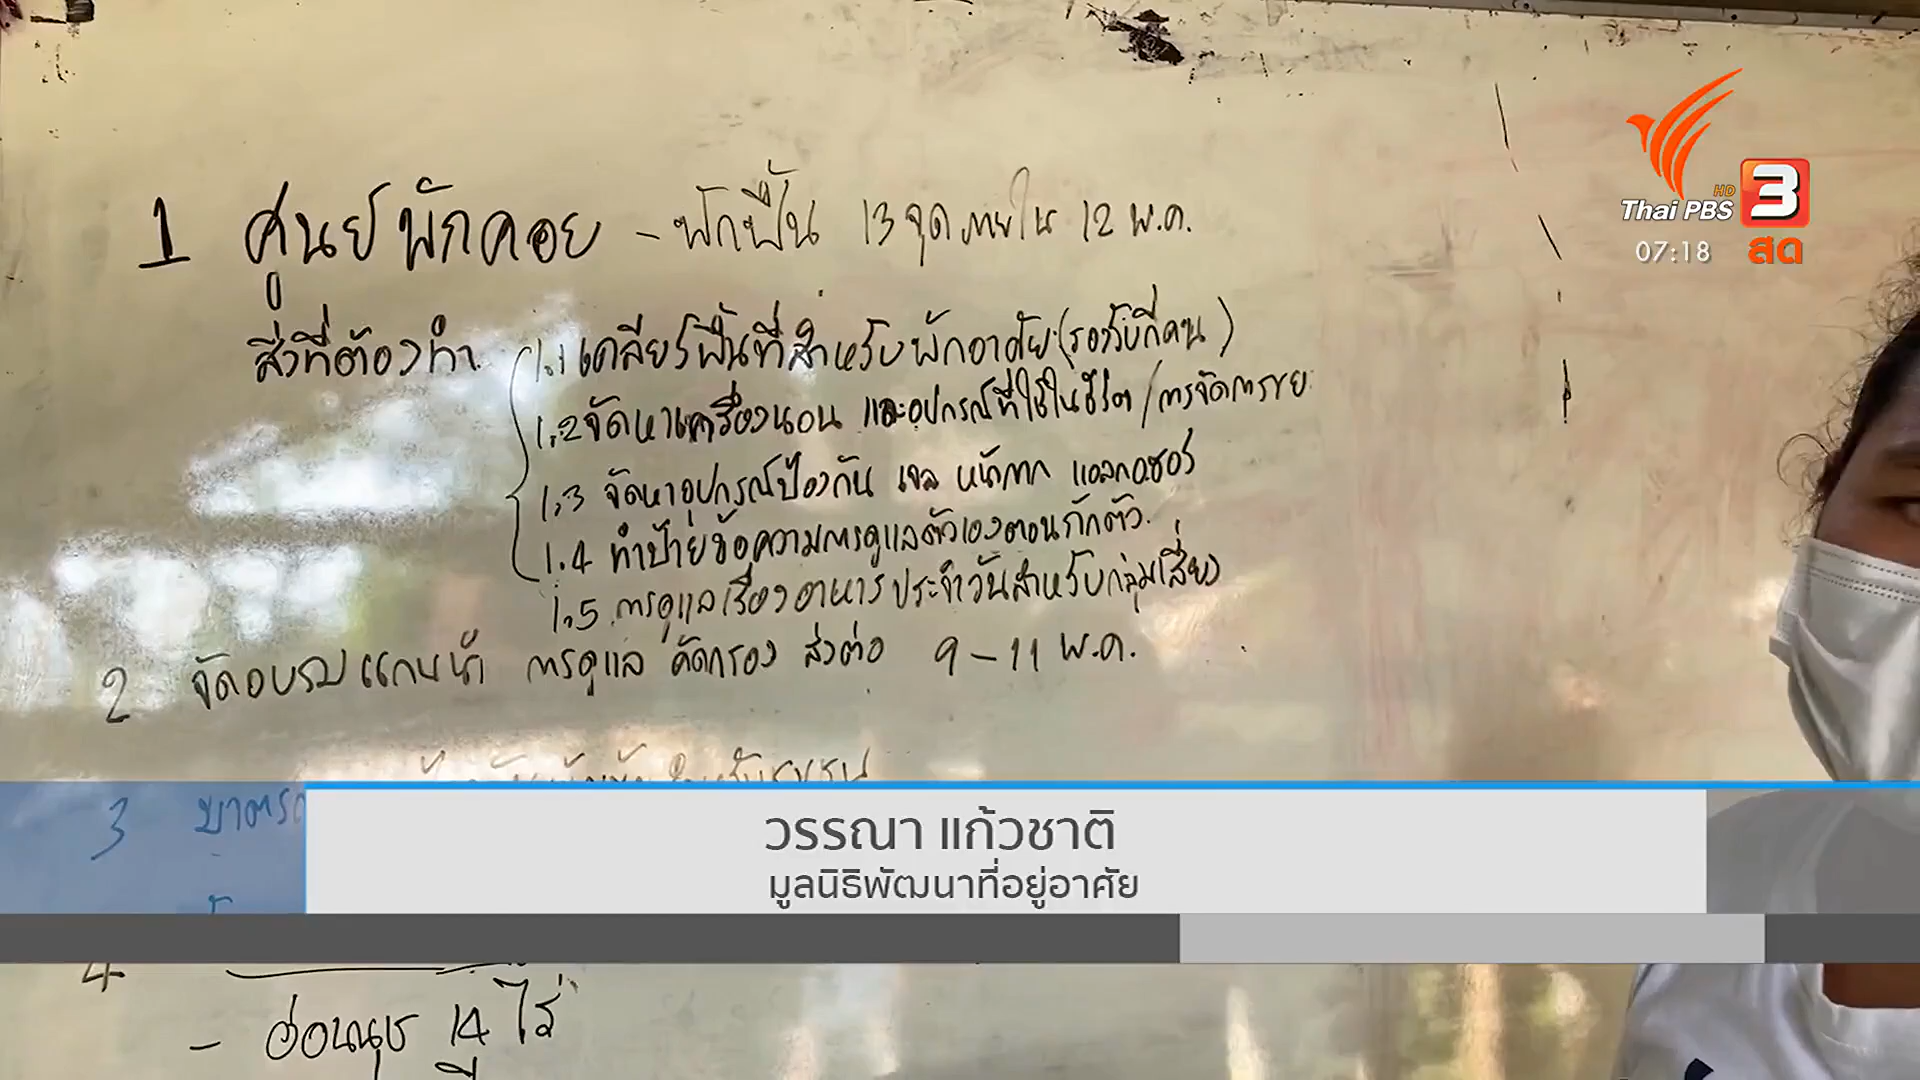 1 ศูนย์พักคอย - พักฟื้น 13 จุด ภายใน 12 พ.ค.
สิ่งที่ต้องทำ
1.1 เคลียร์พื้นที่สำหรับพักอาศัย (รองรับกี่คน)
1.2 จัดหาเครื่องนอน และอุปกรณ์ที่ใช้ในชีวิต / การจัดการขยะ
1.3 จัดหาอุปกรณ์ป้องกัน เจล หน้ากาก แอลกอฮอร์
1.4 ทำป้ายข้อความการดูแลตัวเองตอนกักตัว.
1.5 การดูแลเรื่องอาหารประจำวันสำหรับกลุ่มเสี่ยง
2 จัดอบรมแกนนำ การดูแล คัดกรอง ส่งต่อ 9 - 11 พ.ค.
3
4
- อ่อนนุช 14 ไร่
Thai PBS HD 3
07:18 สด
วรรณา แก้วชาติ
มูลนิธิพัฒนาที่อยู่อาศัย